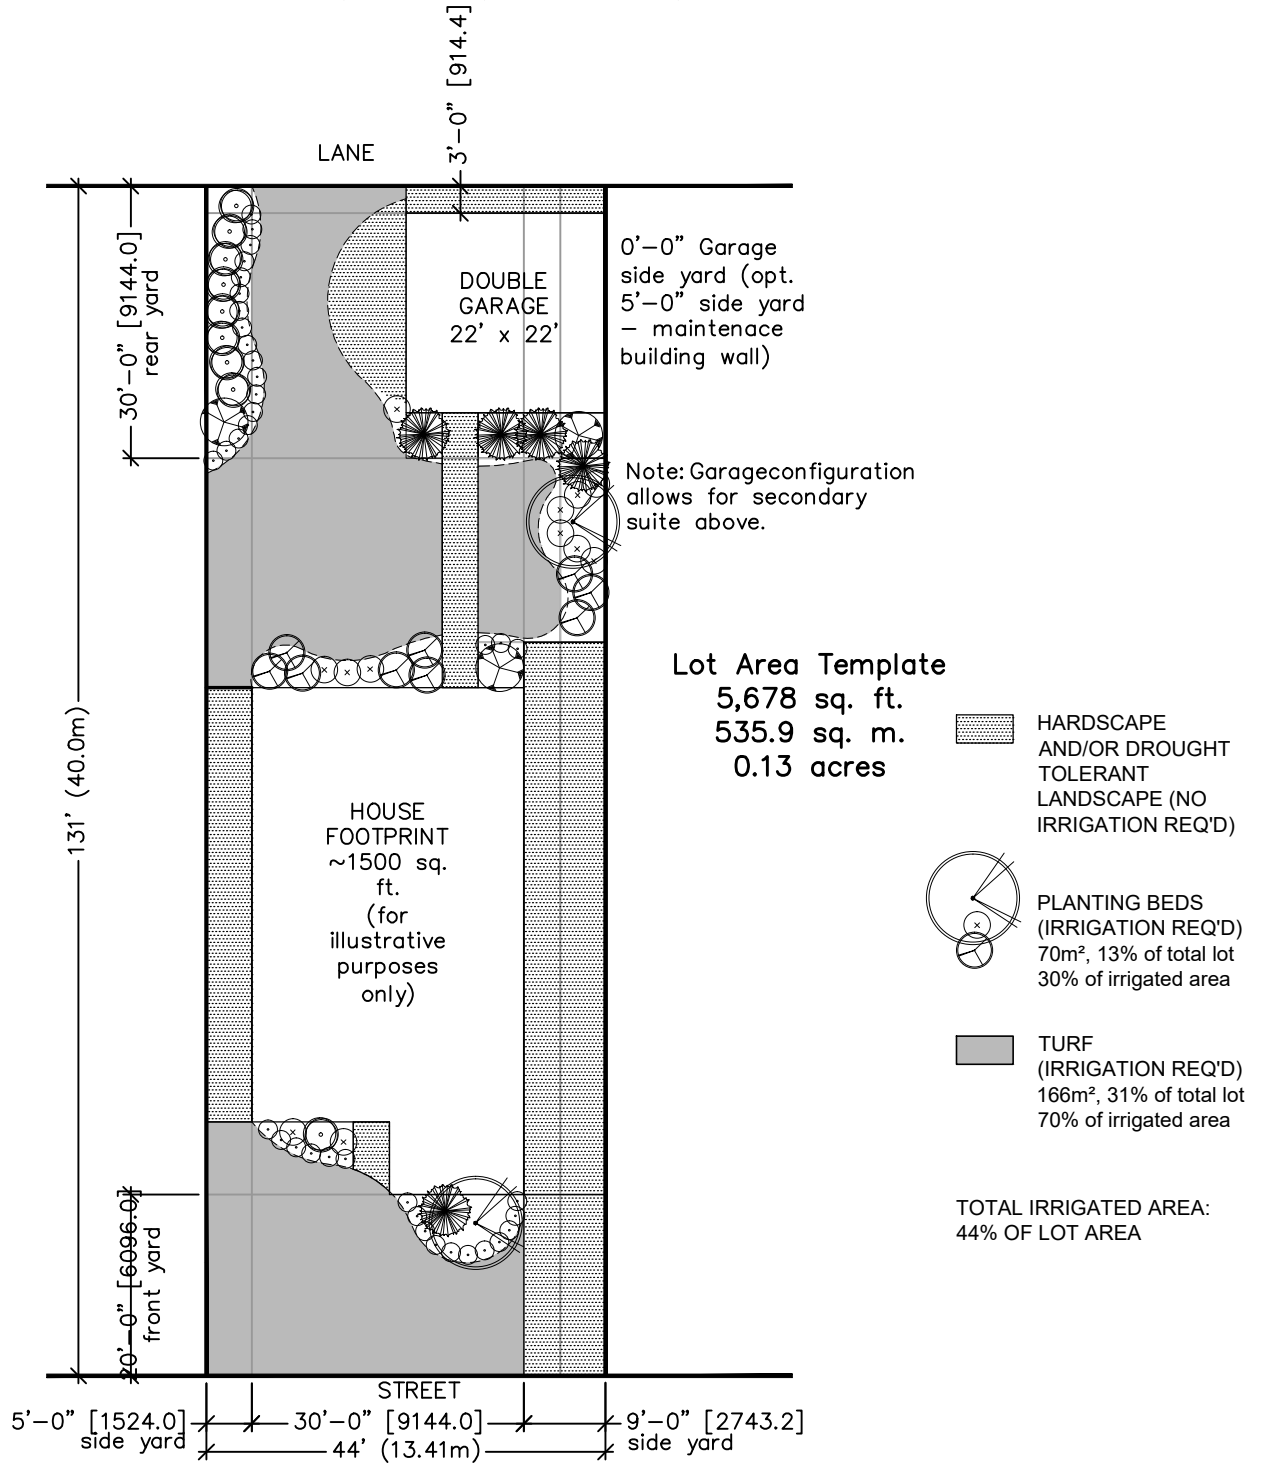 3'-0" [914.4]
LANE
30'-0" [9144.0]
rear yard
DOUBLE
GARAGE
22' x 22'
0'-0" Garage
side yard (opt.
5'-0" side yard
- maintenace
building wall)
Note: Garageconfiguration
allows for secondary
suite above.
Lot Area Template
5,678 sq. ft.
535.9 sq. m.
0.13 acres
131' (40.0m)
HOUSE
FOOTPRINT
~1500 sq.
ft.
(for
illustrative
purposes
only)
HARDSCAPE
AND/OR DROUGHT
TOLERANT
LANDSCAPE (NO
IRRIGATION REQ'D)
PLANTING BEDS
(IRRIGATION REQ'D)
70m², 13% of total lot
30% of irrigated area
TURF
(IRRIGATION REQ'D)
166m², 31% of total lot
70% of irrigated area
TOTAL IRRIGATED AREA:
44% OF LOT AREA
20'-0" [6096.0]
front yard
STREET
5'-0" [1524.0]
side yard
30'-0" [9144.0]
9'-0" [2743.2]
side yard
44' (13.41m)